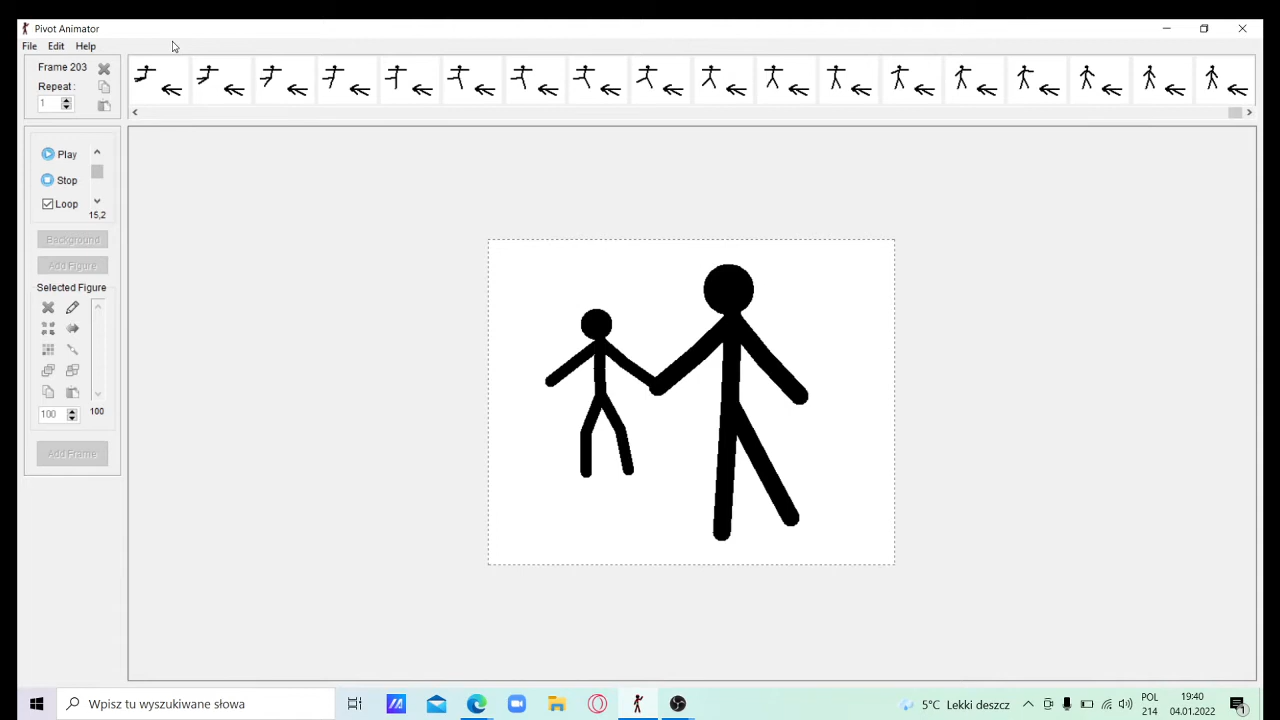 Pivot Animator
File Edit Help
Frame 203
Repeat :
1
Play
Stop
Loop
15,2
Background
Add Figure
Selected Figure
100
100
Add Frame
Wpisz tu wyszukiwane słowa
5°C Lekki deszcz
POL
214
19:40
04.01.2022
1